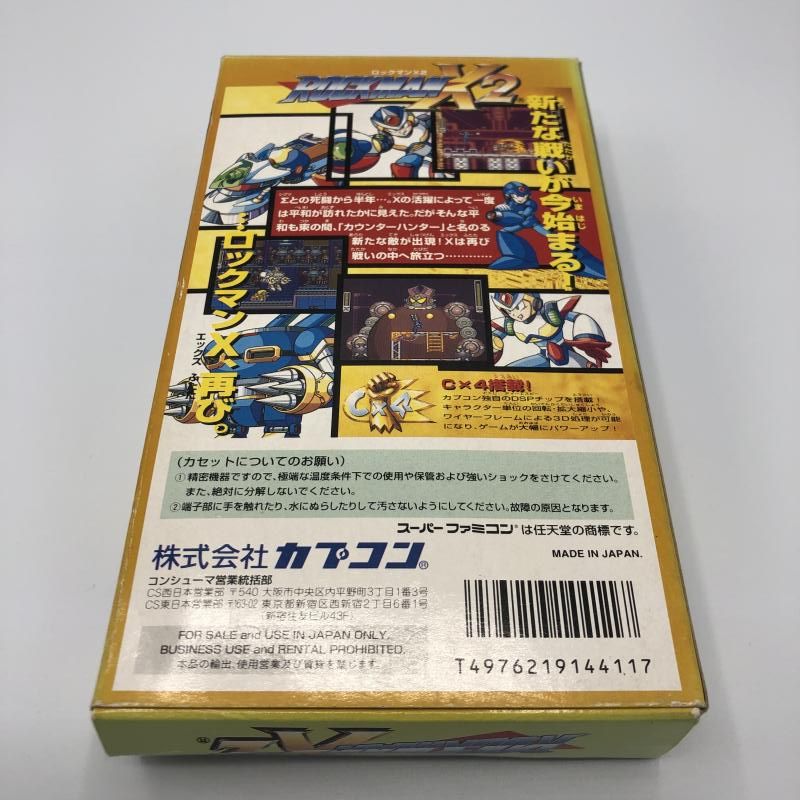 ロックマンX2
ROCKMAN X2
新たな戦いが今始まる!
Σとの死闘から半年…。Xの活躍によって一度
は平和が訪れたかに見えた。だがそんな平
和も束の間、「カウンターハンター」と名のる
新たな敵が出現!Xは再び
戦いの中へ旅立つ…………
…ロックマンX、再び。
C×4
C×4搭載!
カプコン独自のDSPチップを搭載!
キャラクター単位の回転・拡大縮小や、
ワイヤーフレームによる3D処理が可能
になり、ゲームが大幅にパワーアップ!
〈カセットについてのお願い〉
①精密機器ですので、極端な温度条件下での使用や保管および強いショックをさけてください。
また、絶対に分解しないでください。
②端子部に手を触れたり、水にぬらしたりして汚さないようにしてください。故障の原因となります。
スーパーファミコン®は任天堂の商標です。
株式会社カプコン®
MADE IN JAPAN.
コンシューマ営業統括部
CS西日本営業部 〒540 大阪市中央区内平野町3丁目1番3号
CS東日本営業部 〒163-02 東京都新宿区西新宿2丁目6番1号
(新宿住友ビル43F)
FOR SALE and USE IN JAPAN ONLY.
BUSINESS USE and RENTAL PROHIBITED.
本品の輸出、使用営業及び賃貸を禁じます。
T4976219144117
ROCKMAN X2